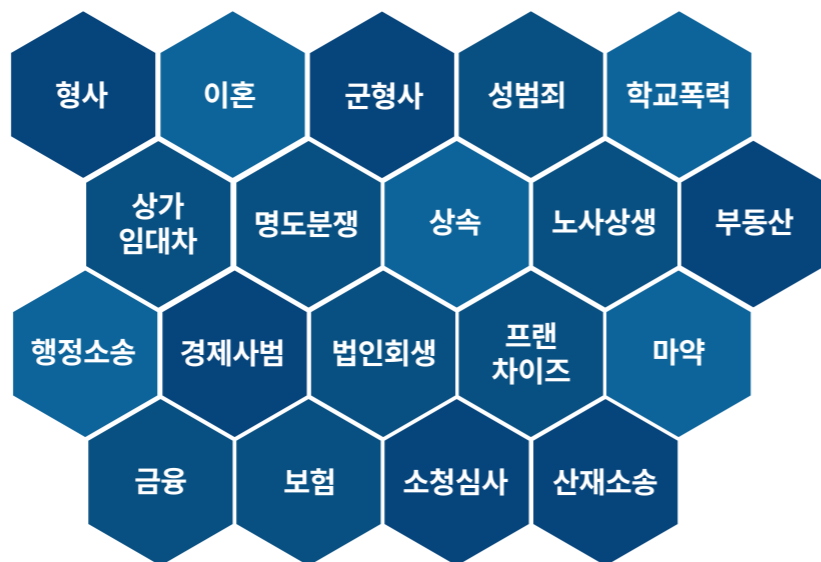 형사
이혼
군형사
성범죄
학교폭력
상가
임대차
명도분쟁
상속
노사상생
부동산
행정소송
경제사범
법인회생
프랜
차이즈
마약
금융
보험
소청심사
산재소송